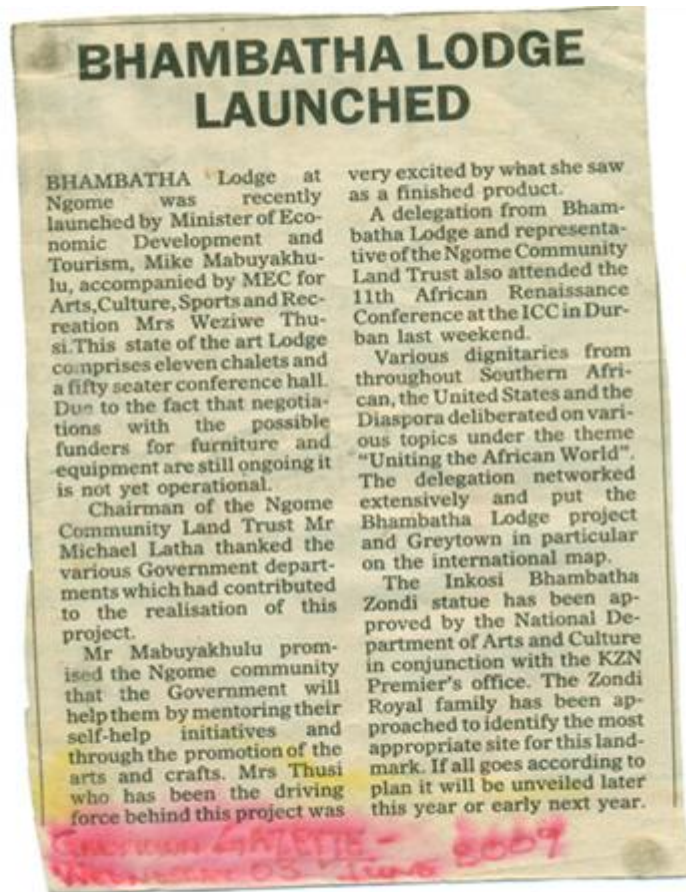 BHAMBATHA LODGE
LAUNCHED
BHAMBATHA Lodge at
Ngome was recently
launched by Minister of Eco-
nomic Development and
Tourism, Mike Mabuyakhu-
lu, accompanied by MEC for
Arts,Culture, Sports and Rec-
reation Mrs Weziwe Thu-
si.This state of the art Lodge
comprises eleven chalets and
a fifty seater conference hall.
Due to the fact that negotia-
tions with the possible
funders for furniture and
equipment are still ongoing it
is not yet operational.
Chairman of the Ngome
Community Land Trust Mr
Michael Latha thanked the
various Government depart-
ments which had contributed
to the realisation of this
project.
Mr Mabuyakhulu prom-
ised the Ngome community
that the Government will
help them by mentoring their
self-help initiatives and
through the promotion of the
arts and crafts. Mrs Thusi
who has been the driving
force behind this project was
very excited by what she saw
as a finished product.
A delegation from Bham-
batha Lodge and representa-
tive of the Ngome Community
Land Trust also attended the
11th African Renaissance
Conference at the ICC in Dur-
ban last weekend.
Various dignitaries from
throughout Southern Afri-
can, the United States and the
Diaspora deliberated on vari-
ous topics under the theme
"Uniting the African World".
The delegation networked
extensively and put the
Bhambatha Lodge project
and Greytown in particular
on the international map.
The Inkosi Bhambatha
Zondi statue has been ap-
proved by the National De-
partment of Arts and Culture
in conjunction with the KZN
Premier's office. The Zondi
Royal family has been ap-
proached to identify the most
appropriate site for this land-
mark. If all goes according to
plan it will be unveiled later
this year or early next year.
GAZETTE -
WEDNESDAY 03 JUNE 2009